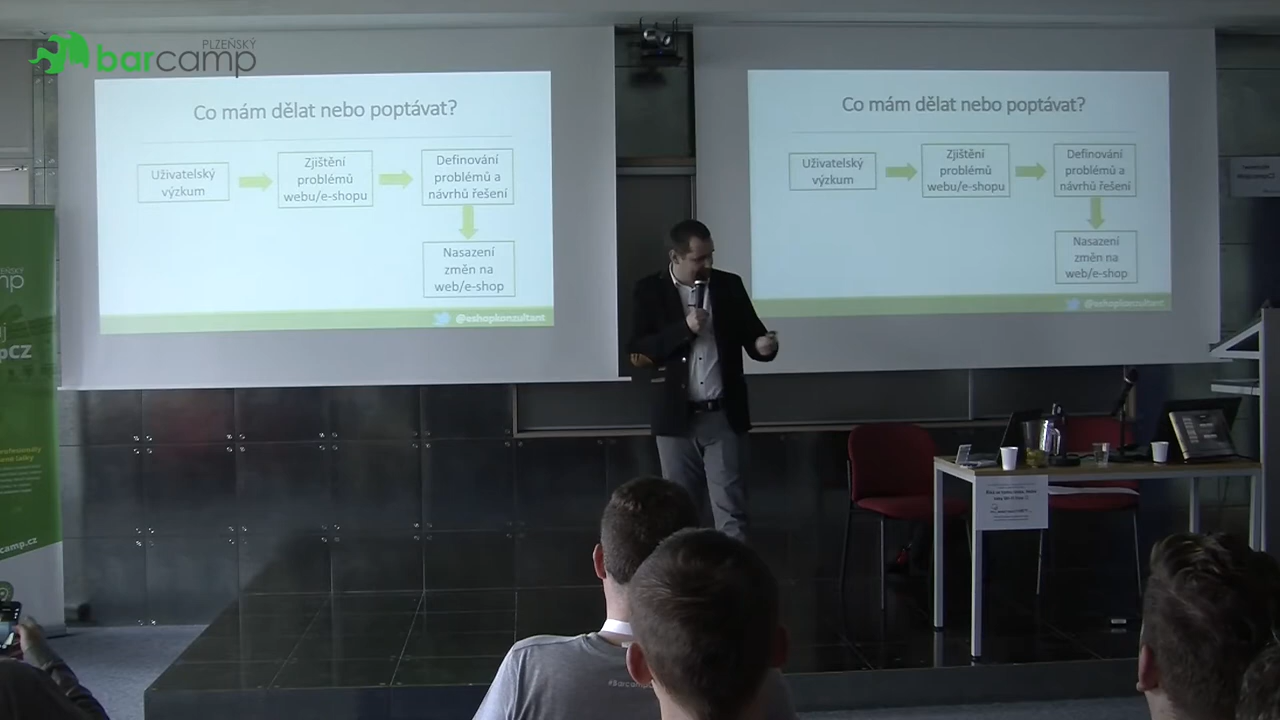 PLZEŇSKÝ
barcamp
Co mám dělat nebo poptávat?
Uživatelský
výzkum
Zjištění
problémů
webu/e-shopu
Definování
problémů a
návrhů řešení
Nasazení
změn na
web/e-shop
@eshopkonzultant
Co mám dělat nebo poptávat?
Uživatelský
výzkum
Zjištění
problémů
webu/e-shopu
Definování
problémů a
návrhů řešení
Nasazení
změn na
web/e-shop
@eshopkonzultant